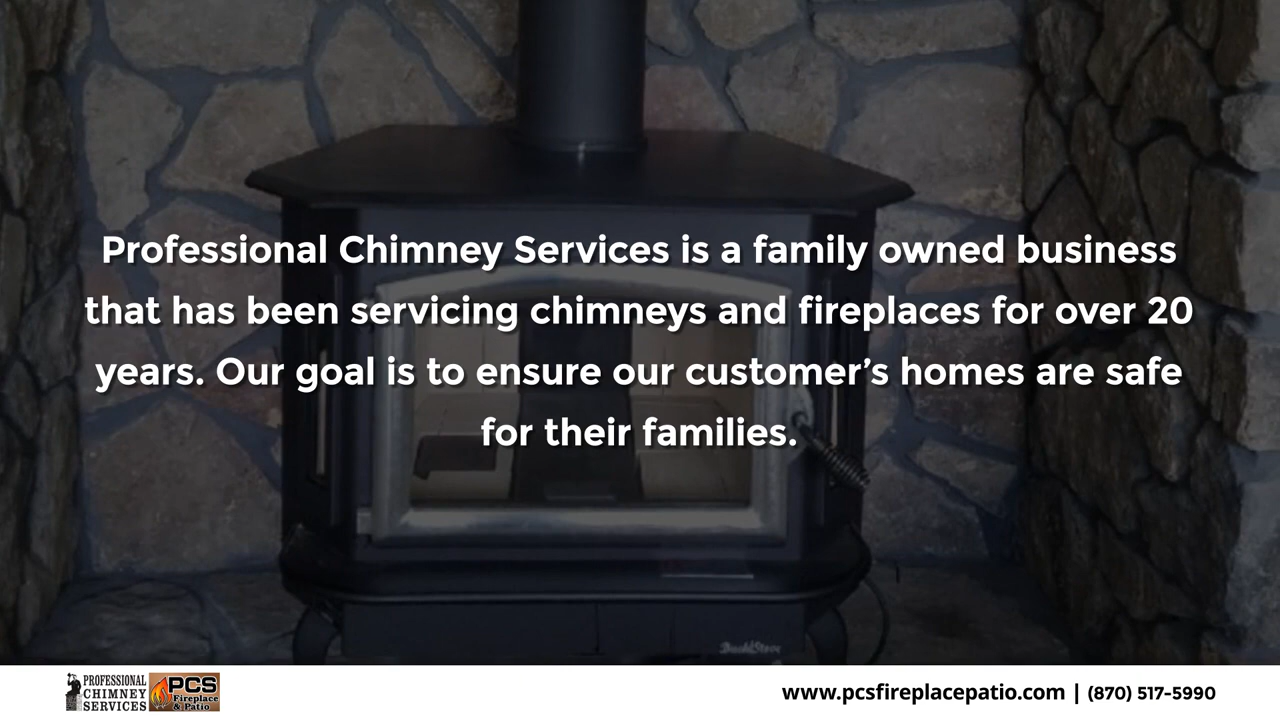 Professional Chimney Services is a family owned business
that has been servicing chimneys and fireplaces for over 20
years. Our goal is to ensure our customer’s homes are safe
for their families.
BuckStove
PROFESSIONAL
CHIMNEY
SERVICES
PCS
Fireplace
& Patio
www.pcsfireplacepatio.com | (870) 517-5990